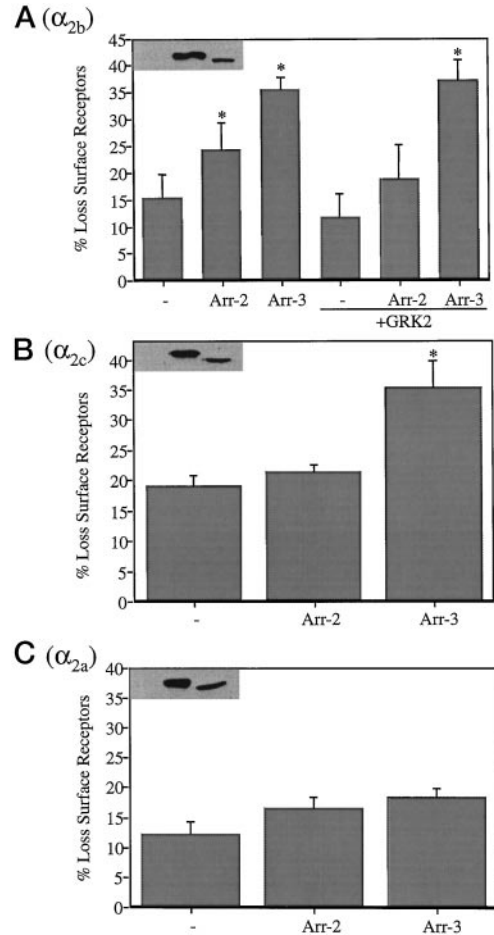 A (α2b)
% Loss Surface Receptors
45
40
35
30
25
20
15
10
5
0
* * *
- Arr-2 Arr-3 - Arr-2 Arr-3
+GRK2
B (α2c)
% Loss Surface Receptors
40
35
30
25
20
15
10
5
0
*
- Arr-2 Arr-3
C (α2a)
% Loss Surface Receptors
40
35
30
25
20
15
10
5
0
- Arr-2 Arr-3